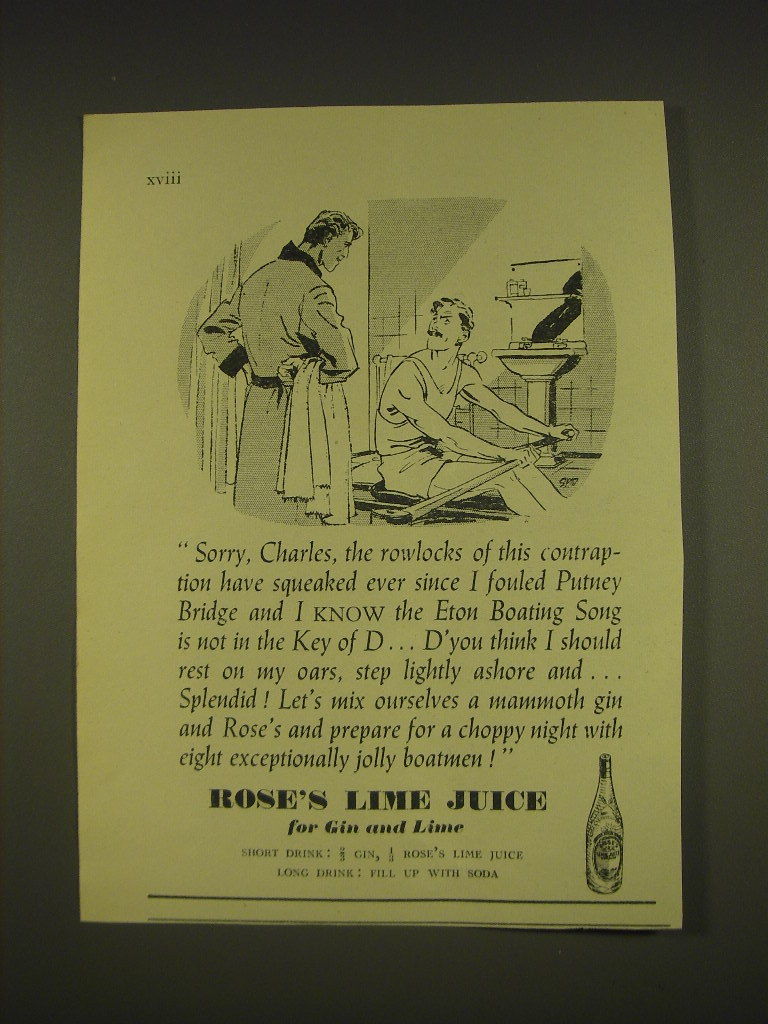 xviii
" Sorry, Charles, the rowlocks of this contrap-
tion have squeaked ever since I fouled Putney
Bridge and I KNOW the Eton Boating Song
is not in the Key of D... D'you think I should
rest on my oars, step lightly ashore and...
Splendid! Let's mix ourselves a mammoth gin
and Rose's and prepare for a choppy night with
eight exceptionally jolly boatmen! "
ROSE'S LIME JUICE
for Gin and Lime
SHORT DRINK: ⅔ GIN, ⅓ ROSE'S LIME JUICE
LONG DRINK: FILL UP WITH SODA